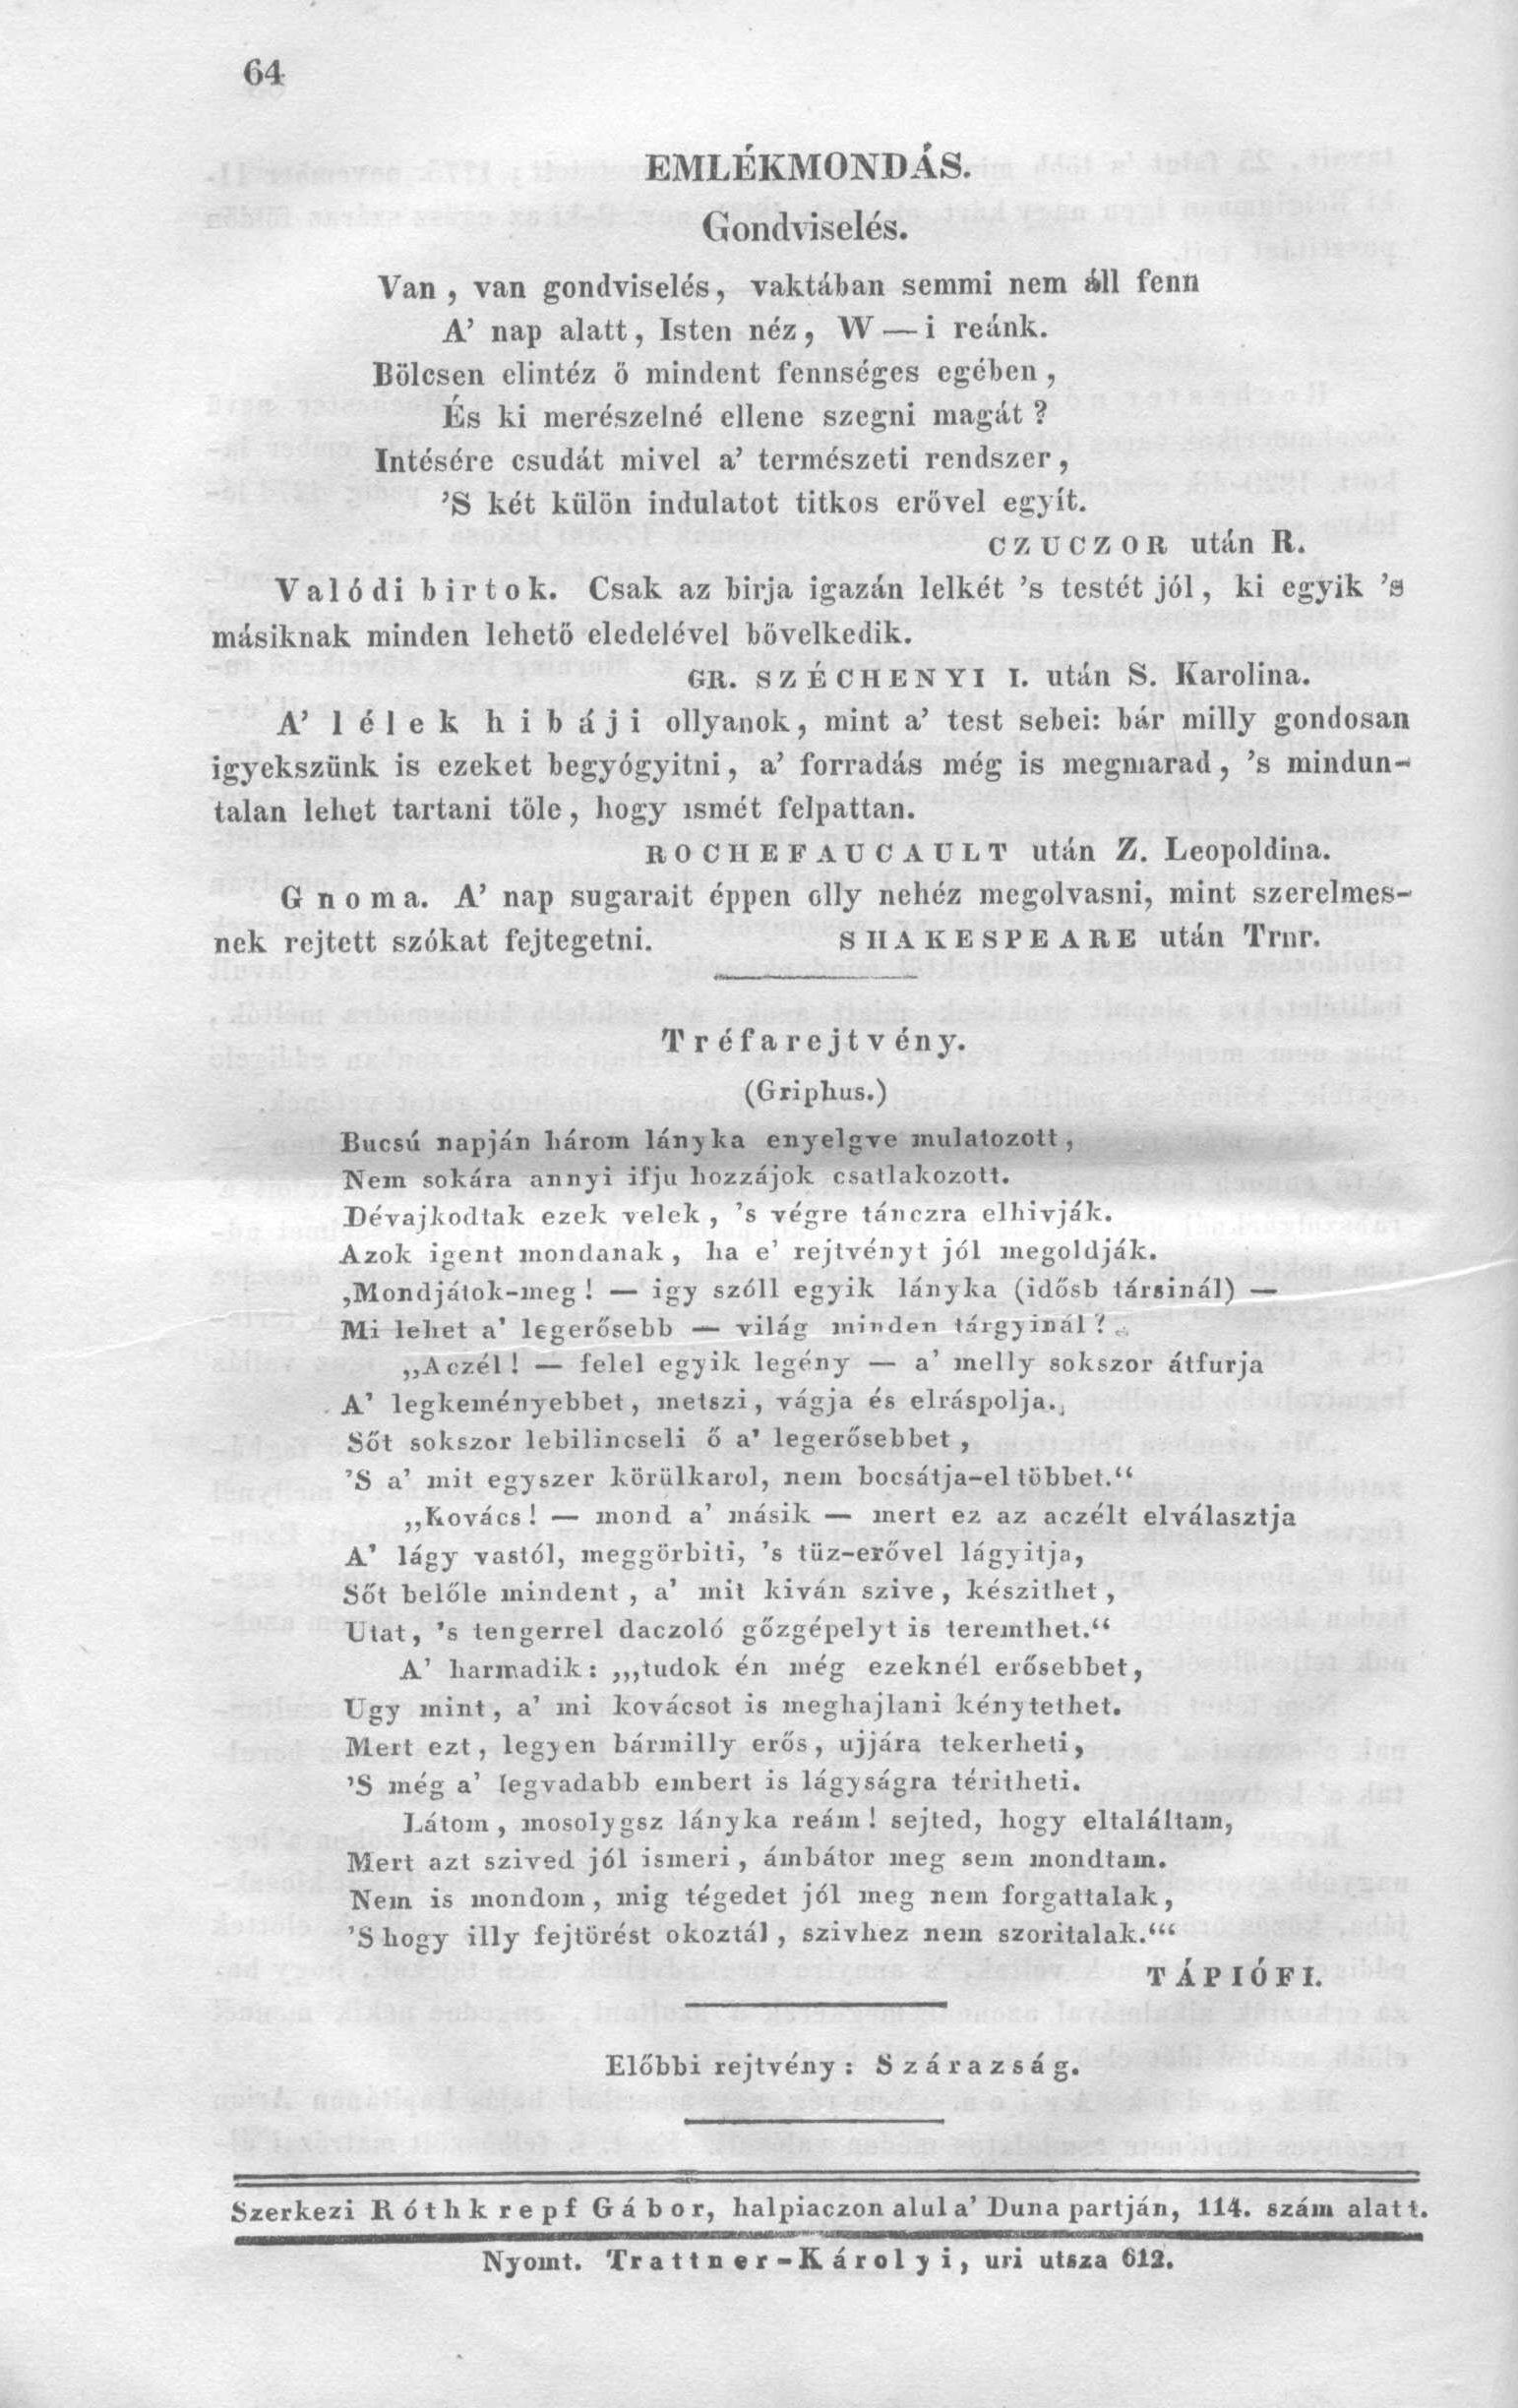 64
EMLÉKMONDÁS.
Gondviselés.
Van , van gondviselés, vaktában semmi nem áll fenn
A’ nap alatt, Isten néz, W — i reánk.
Bölcsen elintéz ő mindent fennséges egében ,
És ki merészelné ellene szegni magát ?
Intésére csudát mivel a’ természeti rendszer ,
’S két külön indulatot titkos erővel egyít.
CZUCZOR után R.
Valódi birtok. Csak az birja igazán lelkét ’s testét jól, ki egyik ’s
másiknak minden lehető eledelével bővelkedik.
GR. SZÉCHENYI I. után S. Karolina.
A’ lélek hibáji ollyanok, mint a’ test sebei: bár milly gondosan
igyekszünk is ezeket begyógyitni, a’ forradás még is megmarad, ’s mindun-
talan lehet tartani tőle, hogy ismét felpattan.
ROCHEFAUCAULT után Z. Leopoldina.
Gnoma. A’ nap sugarait éppen olly nehéz megolvasni, mint szerelmes-
nek rejtett szókat fejtegetni. SHAKESPEARE után Trnr.
Tréfarejtvény.
(Griphus.)
Bucsú napján három lányka enyelgve mulatozott ,
Nem sokára annyi ifju hozzájok csatlakozott.
Dévajkodtak ezek velek , ’s végre tánczra elhivják.
Azok igent mondanak , ha e’ rejtvényt jól megoldják.
‚Mondjátok-meg ! — igy szóll egyik lányka (idősb társinál) —
Mi lehet a’ legerősebb — világ minden tárgyinál ?
„Aczél ! — felel egyik legény — a’ melly sokszor átfurja
A’ legkeményebbet, metszi, vágja és elráspolja.,
Sőt sokszor lebilincseli ő a’ legerősebbet ,
’S a’ mit egyszer körülkarol, nem bocsátja-el többet.“
„Kovács ! — mond a’ másik — mert ez az aczélt elválasztja
A’ lágy vastól, meggörbiti, ’s tüz-erővel lágyitja,
Sőt belőle mindent , a’ mit kiván szive , készithet ,
Utat, ’s tengerrel daczoló gőzgépelyt is teremthet.“
A’ harmadik : „‚tudok én még ezeknél erősebbet,
Ugy mint, a’ mi kovácsot is meghajlani kénytethet.
Mert ezt, legyen bármilly erős, ujjára tekerheti,
’S még a’ legvadabb embert is lágyságra téritheti.
Látom , mosolygsz lányka reám ! sejted, hogy eltaláltam,
Mert azt szived jól ismeri , ámbátor meg sem mondtam.
Nem is mondom , mig tégedet jól meg nem forgattalak ,
’S hogy illy fejtörést okoztál , szivhez nem szoritalak.“‘
TÁPIÓFI.
Előbbi rejtvény : Szárazság.
Szerkezi Róthkrepf Gábor, halpiaczon alul a’ Duna partján, 114. szám alatt.
Nyomt. Trattner-Károlyi, uri utsza 612.